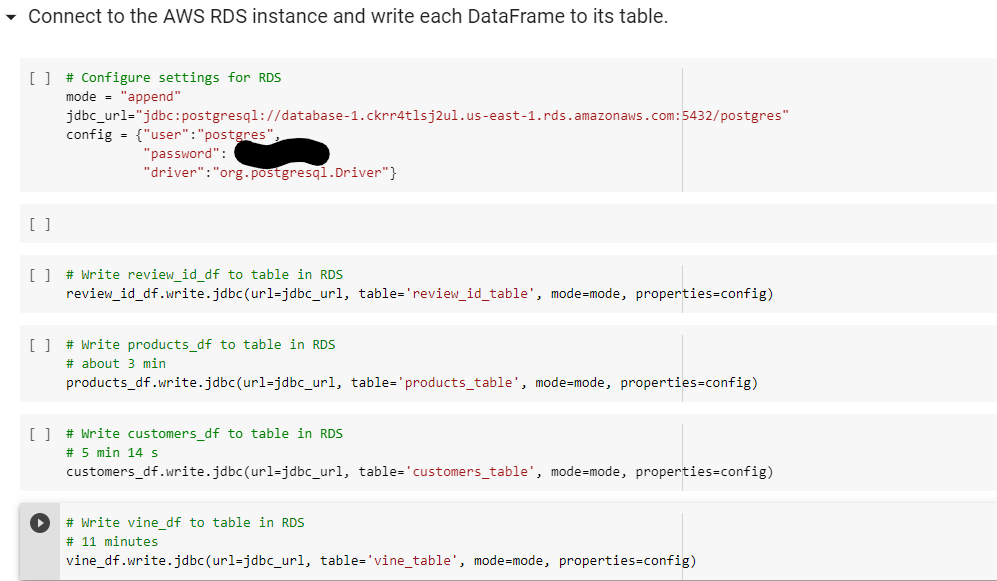 Connect to the AWS RDS instance and write each DataFrame to its table.
[ ] # Configure settings for RDS
mode = "append"
jdbc_url="jdbc:postgresql://database-1.ckrr4tlsj2ul.us-east-1.rds.amazonaws.com:5432/postgres"
config = {"user":"postgres",
"password":
"driver":"org.postgresql.Driver"}
[ ]
[ ] # Write review_id_df to table in RDS
review_id_df.write.jdbc(url=jdbc_url, table='review_id_table', mode=mode, properties=config)
[ ] # Write products_df to table in RDS
# about 3 min
products_df.write.jdbc(url=jdbc_url, table='products_table', mode=mode, properties=config)
[ ] # Write customers_df to table in RDS
# 5 min 14 s
customers_df.write.jdbc(url=jdbc_url, table='customers_table', mode=mode, properties=config)
# Write vine_df to table in RDS
# 11 minutes
vine_df.write.jdbc(url=jdbc_url, table='vine_table', mode=mode, properties=config)